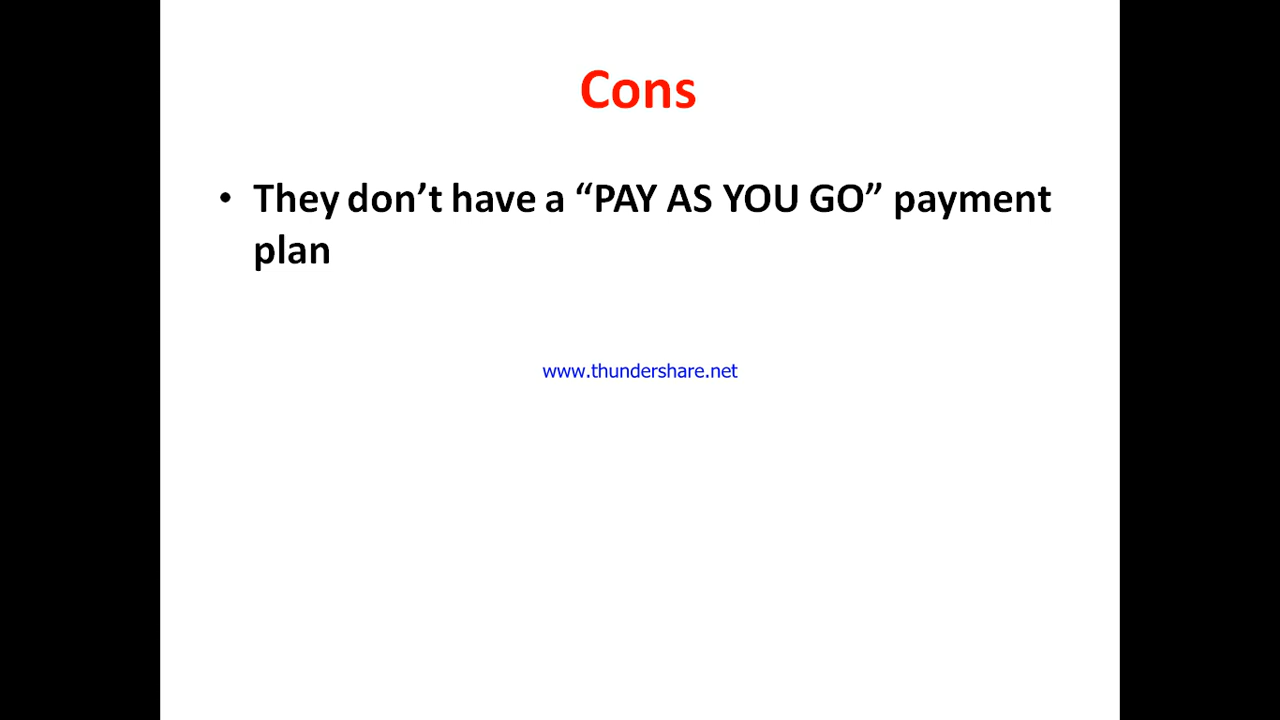 Cons
• They don’t have a “PAY AS YOU GO” payment
plan
www.thundershare.net